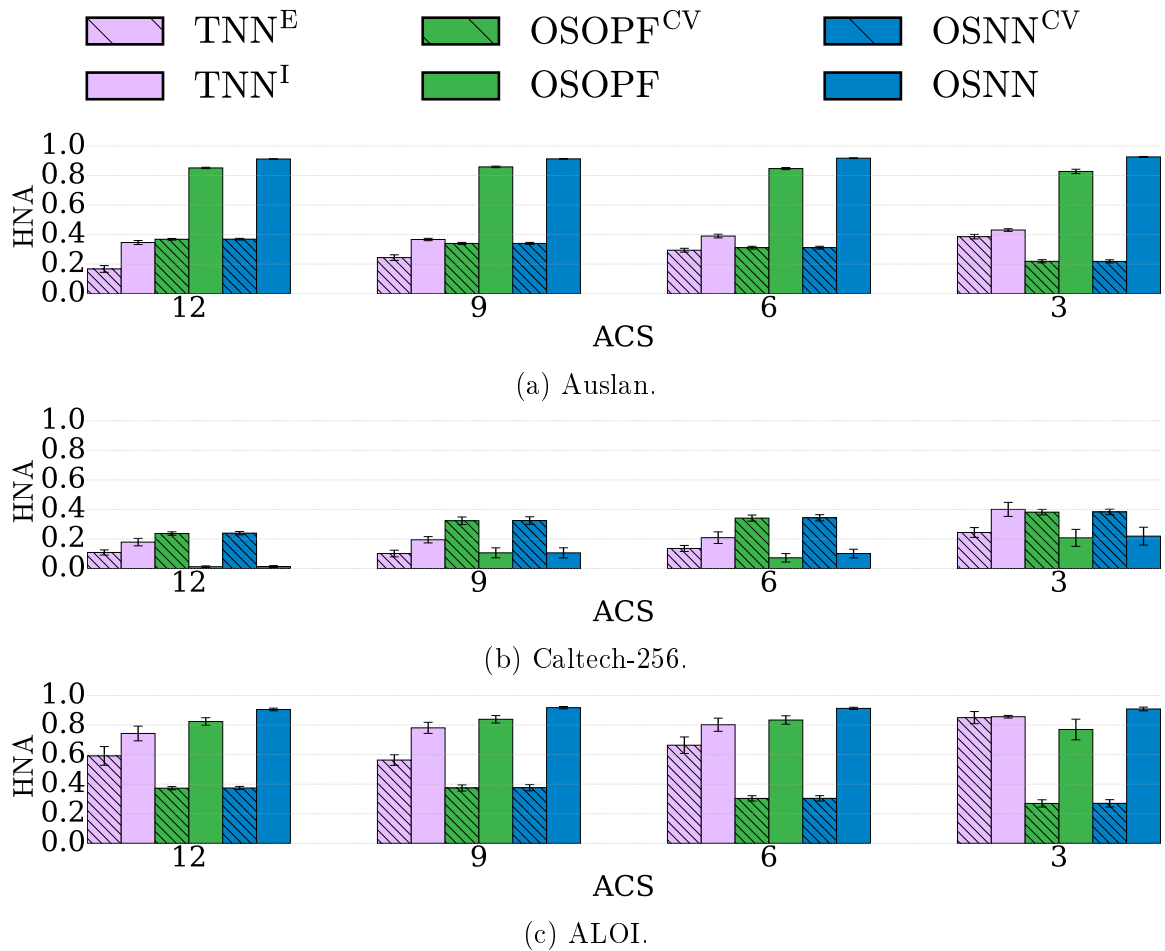 TNN^E OSOPF^CV OSNN^CV
TNN^I OSOPF OSNN
1.0
0.8
0.6
0.4
0.2
0.0
HNA
12 9 6 3
ACS
(a) Auslan.
1.0
0.8
0.6
0.4
0.2
0.0
HNA
12 9 6 3
ACS
(b) Caltech-256.
1.0
0.8
0.6
0.4
0.2
0.0
HNA
12 9 6 3
ACS
(c) ALOI.